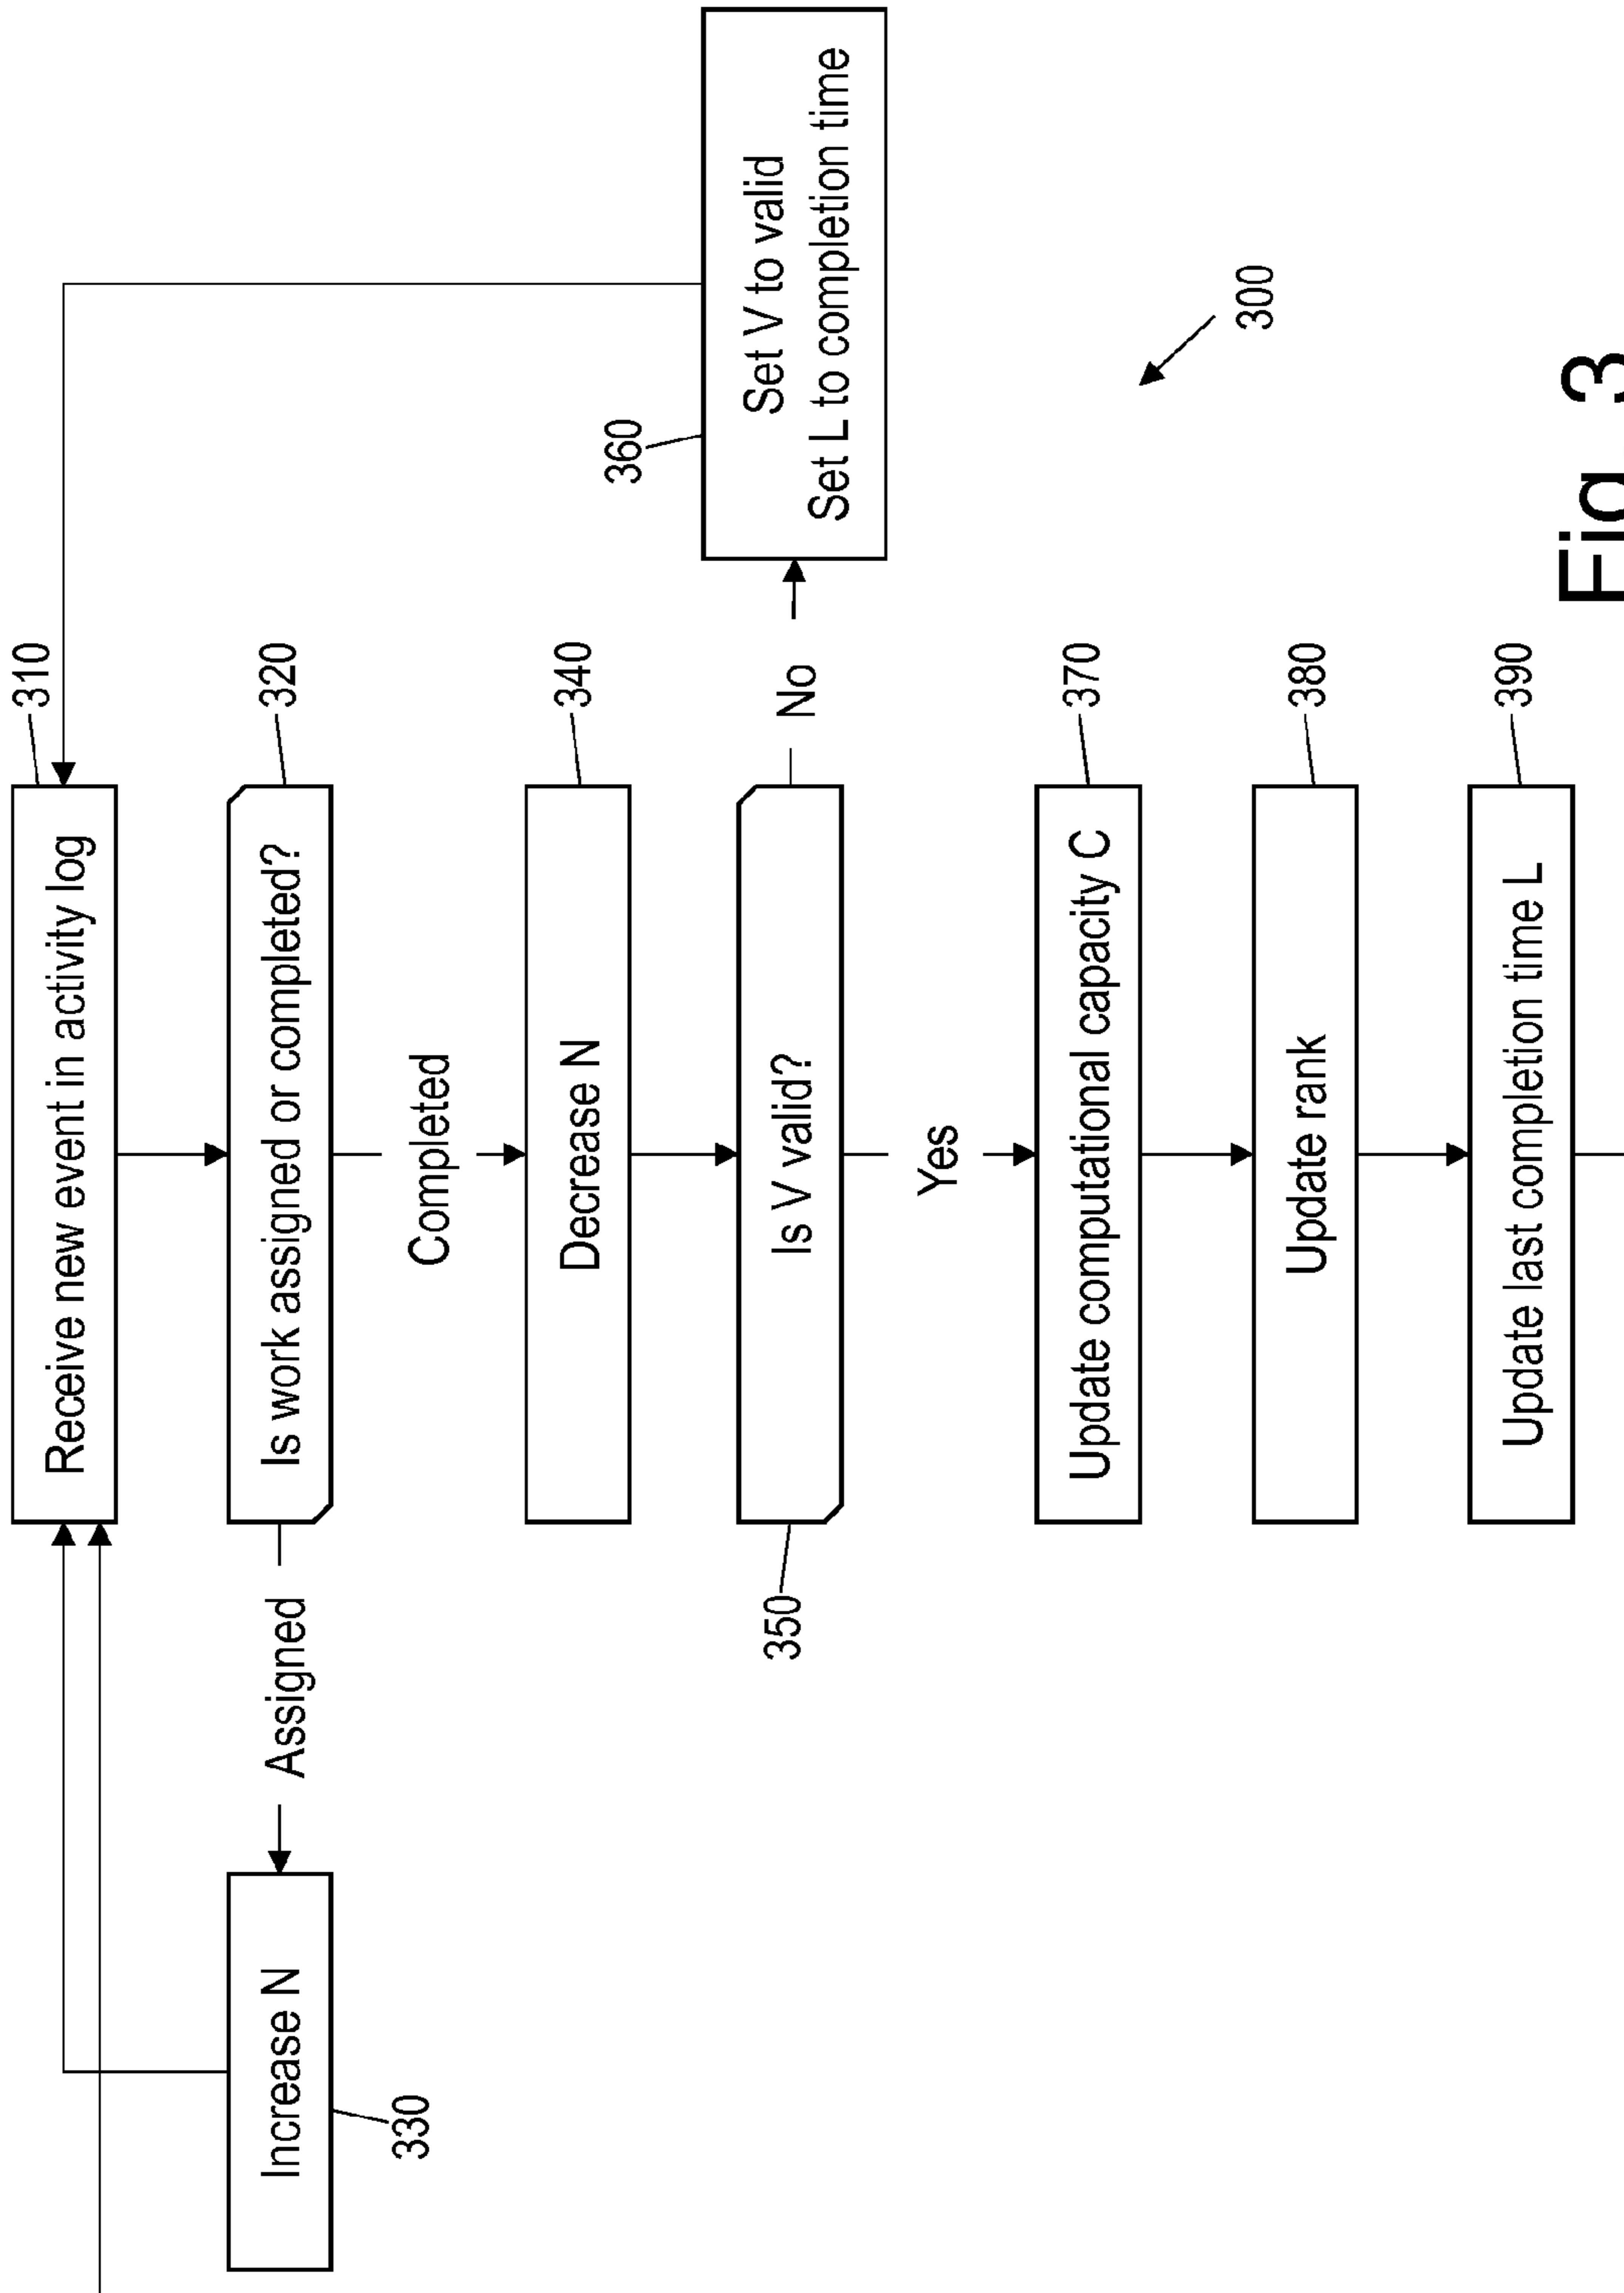 310
Receive new event in activity log
320
Is work assigned or completed?
Assigned
Increase N
330
Completed
340
Decrease N
350
Is V valid?
No
360
Set V to valid
Set L to completion time
Yes
370
Update computational capacity C
380
Update rank
390
Update last completion time L
300
Fig. 3